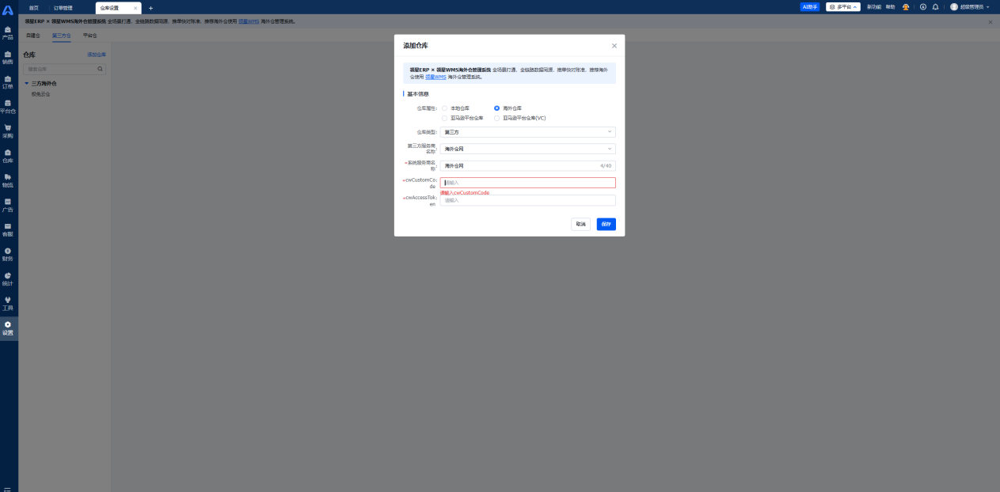 首页
订单管理
仓库设置
AI助手
多平台
新功能
帮助
超级管理员
领星ERP × 领星WMS海外仓管理系统 全场景打通、全链路数据同源、推单快对账准，推荐海外仓使用 领星WMS 海外仓管理系统。
自建仓
第三方仓
平台仓
产品
销售
订单
平台仓
采购
仓库
物流
广告
客服
财务
统计
工具
设置
仓库
添加仓库
搜索仓库
三方海外仓
极兔云仓
添加仓库
领星ERP × 领星WMS海外仓管理系统 全场景打通、全链路数据同源、推单快对账准，推荐海外
仓使用 领星WMS 海外仓管理系统。
基本信息
仓库属性:
本地仓库
海外仓库
亚马逊平台仓库
亚马逊平台仓库(VC)
仓库类型:
第三方
第三方服务商
名称:
海外仓网
*系统服务商名
称:
海外仓网
4/40
*cwCustomCo
de:
请输入
请输入cwCustomCode
*cwAccessTok
en:
请输入
取消
保存